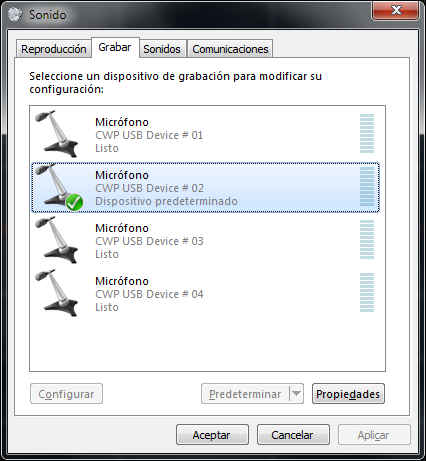 Sonido
Reproducción Grabar Sonidos Comunicaciones
Seleccione un dispositivo de grabación para modificar su
configuración:
Micrófono
CWP USB Device # 01
Listo
Micrófono
CWP USB Device # 02
Dispositivo predeterminado
Micrófono
CWP USB Device # 03
Listo
Micrófono
CWP USB Device # 04
Listo
Configurar Predeterminar Propiedades
Aceptar Cancelar Aplicar